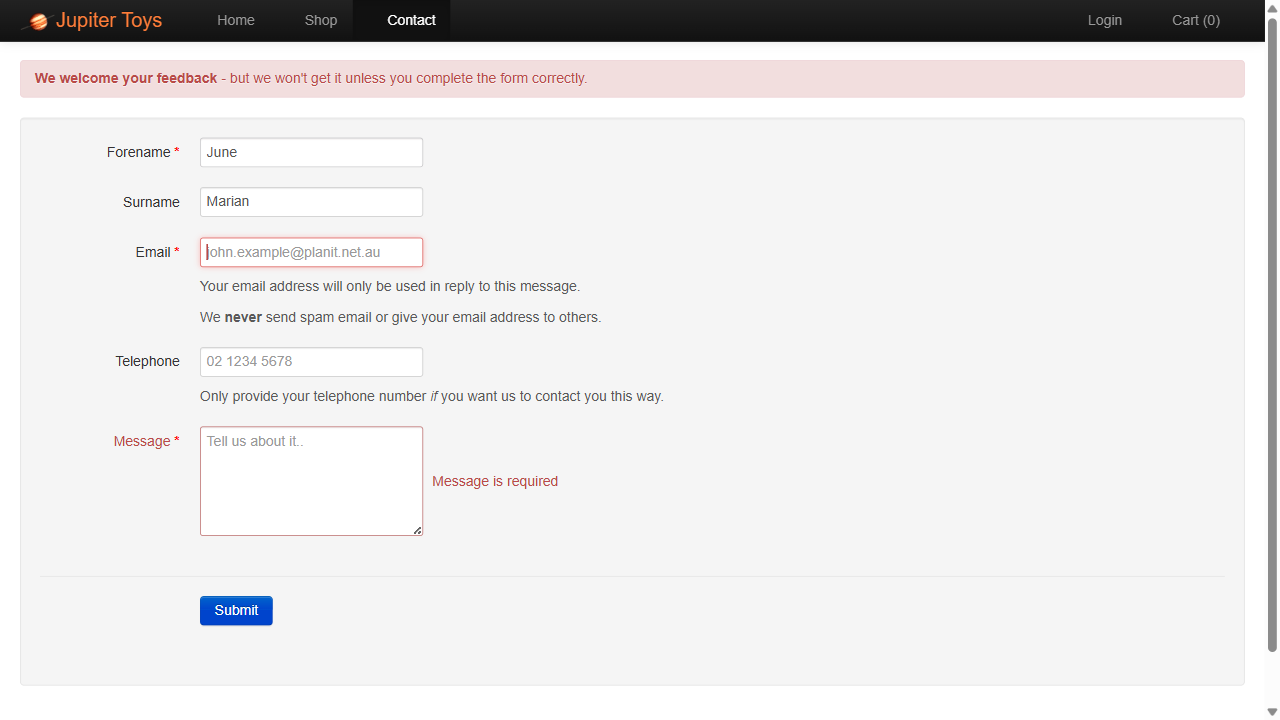 Jupiter Toys Home Shop Contact Login Cart (0)
We welcome your feedback - but we won't get it unless you complete the form correctly.
Forename * June
Surname Marian
Email * john.example@planit.net.au
Your email address will only be used in reply to this message.
We never send spam email or give your email address to others.
Telephone 02 1234 5678
Only provide your telephone number if you want us to contact you this way.
Message * Tell us about it..
Message is required
Submit